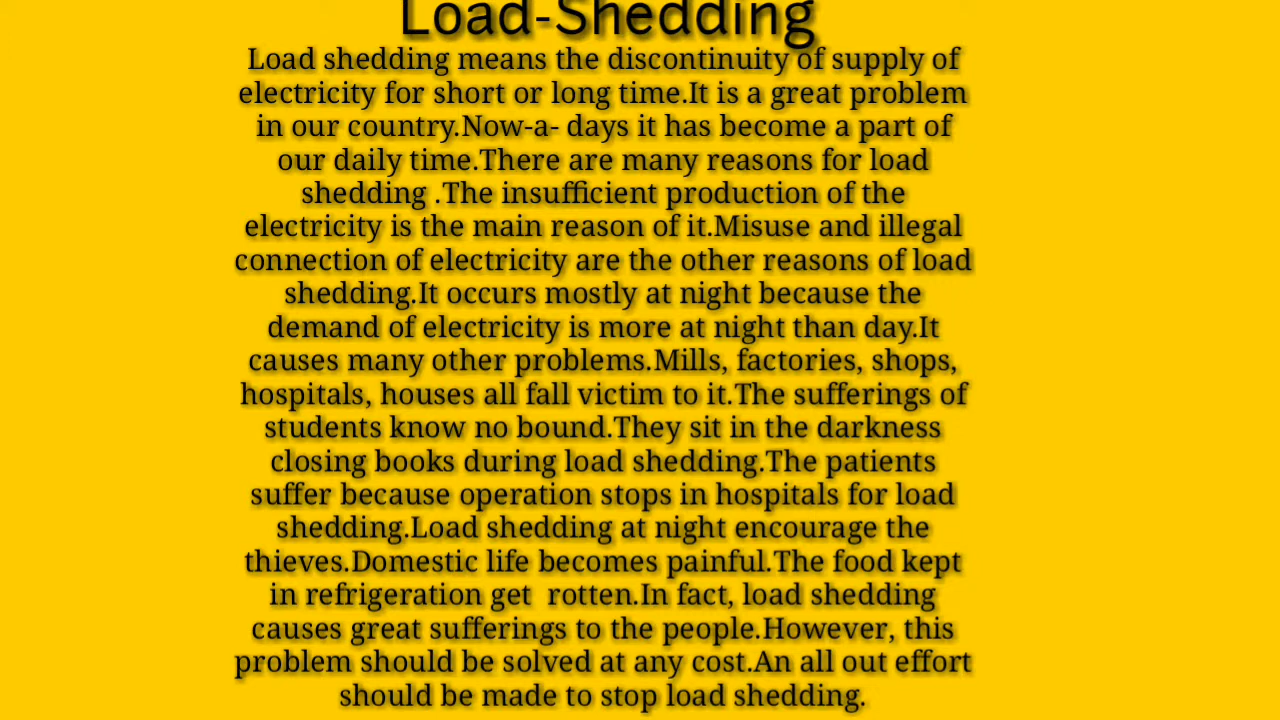 Load-Shedding
Load shedding means the discontinuity of supply of
electricity for short or long time.It is a great problem
in our country.Now-a- days it has become a part of
our daily time.There are many reasons for load
shedding .The insufficient production of the
electricity is the main reason of it.Misuse and illegal
connection of electricity are the other reasons of load
shedding.It occurs mostly at night because the
demand of electricity is more at night than day.It
causes many other problems.Mills, factories, shops,
hospitals, houses all fall victim to it.The sufferings of
students know no bound.They sit in the darkness
closing books during load shedding.The patients
suffer because operation stops in hospitals for load
shedding.Load shedding at night encourage the
thieves.Domestic life becomes painful.The food kept
in refrigeration get  rotten.In fact, load shedding
causes great sufferings to the people.However, this
problem should be solved at any cost.An all out effort
should be made to stop load shedding.